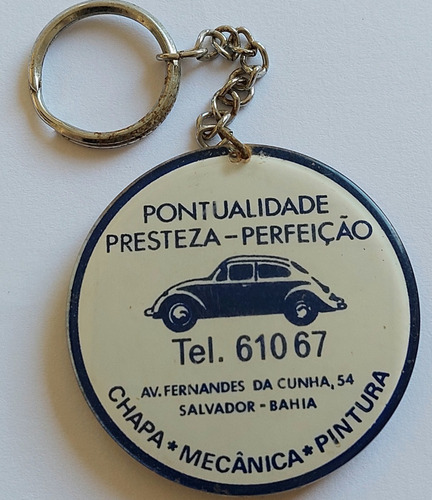 PONTUALIDADE
PRESTEZA-PERFEIÇÃO
Tel. 610 67
AV. FERNANDES DA CUNHA, 54
SALVADOR - BAHIA
CHAPA * MECÂNICA * PINTURA